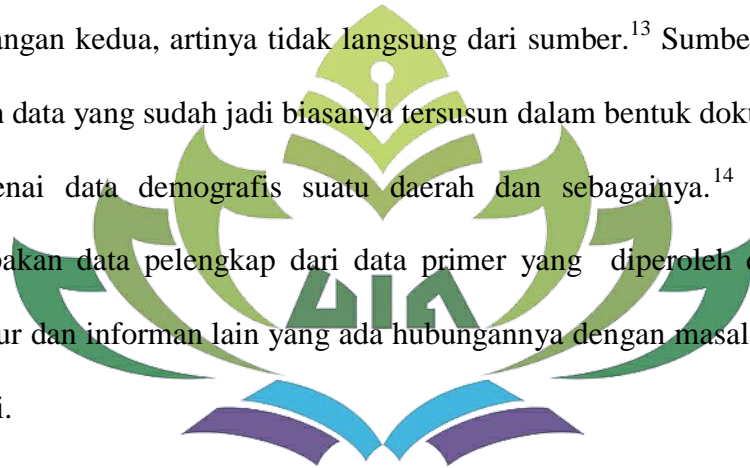 angan kedua, artinya tidak langsung dari sumber.13 Sumbe
n data yang sudah jadi biasanya tersusun dalam bentuk doku
enai data demografis suatu daerah dan sebagainya.14
pakan data pelengkap dari data primer yang diperoleh
ur dan informan lain yang ada hubungannya dengan masal
UIN
i.